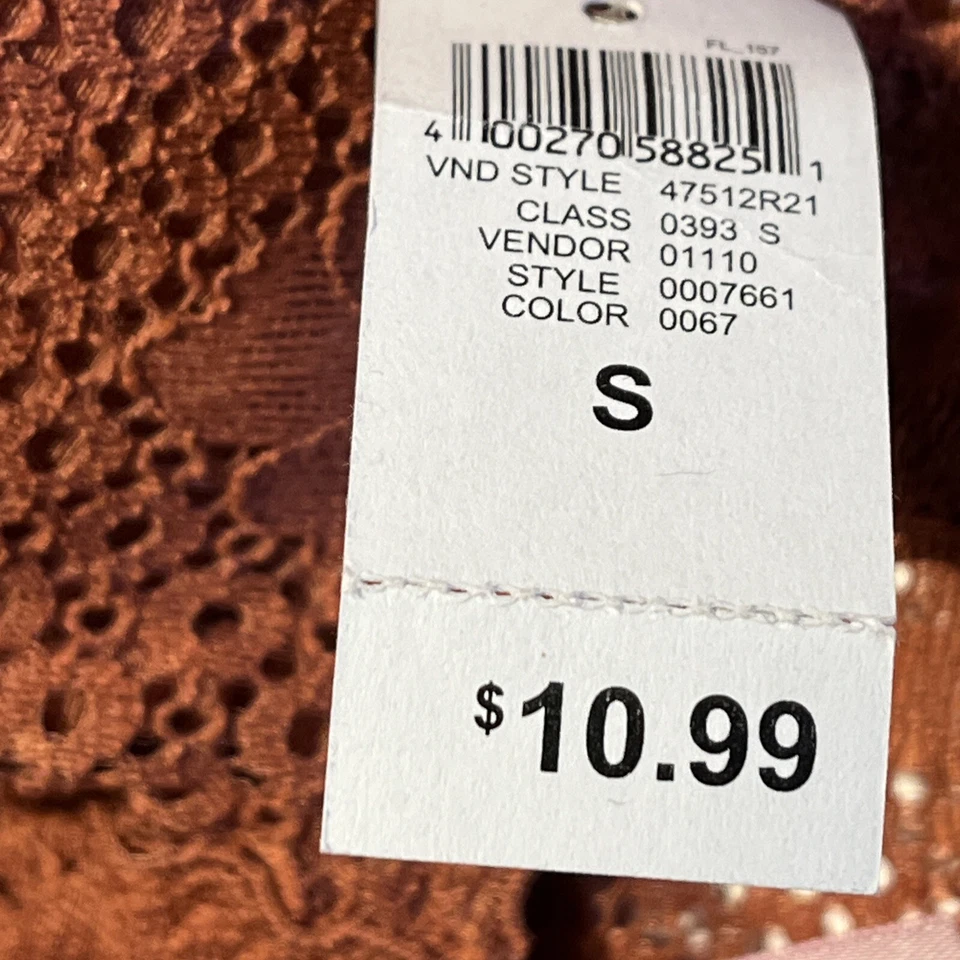 FL_157
4 00270 58825 1
VND STYLE 47512R21
CLASS 0393 S
VENDOR 01110
STYLE 0007661
COLOR 0067
S
$10.99